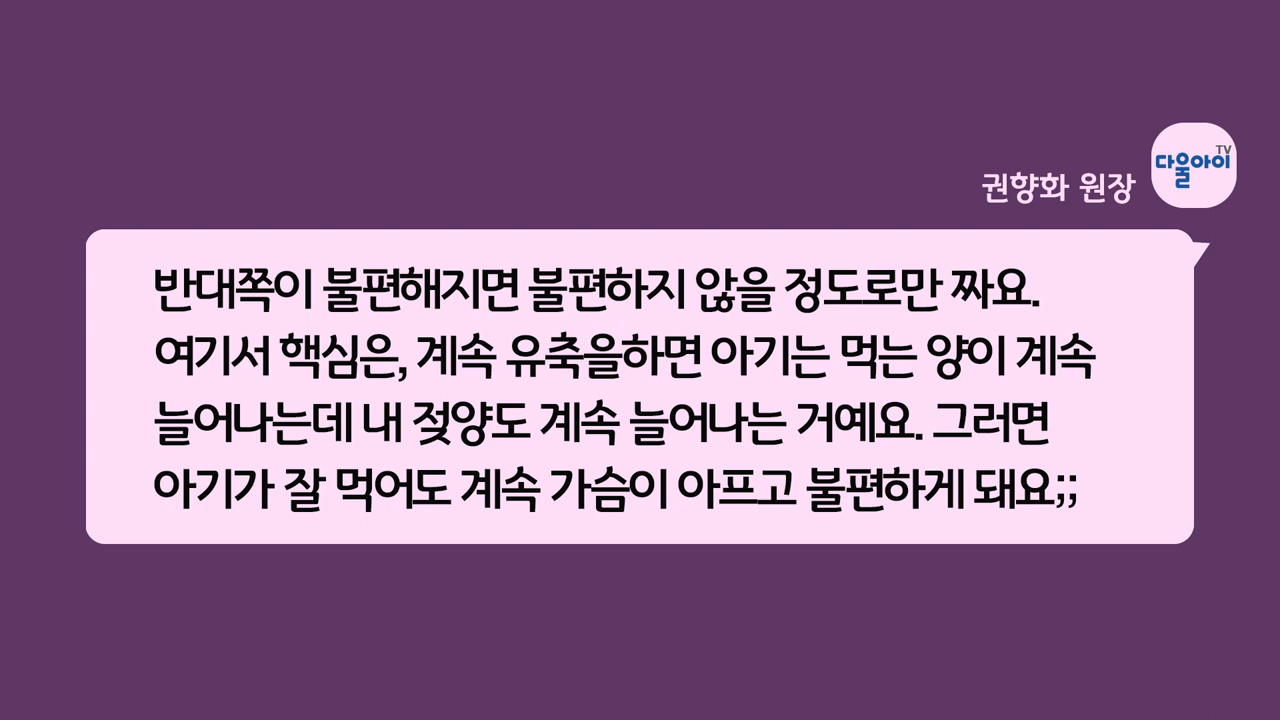 다울아이 TV
권향화 원장
반대쪽이 불편해지면 불편하지 않을 정도로만 짜요.
여기서 핵심은, 계속 유축을하면 아기는 먹는 양이 계속
늘어나는데 내 젖양도 계속 늘어나는 거예요. 그러면
아기가 잘 먹어도 계속 가슴이 아프고 불편하게 돼요;;